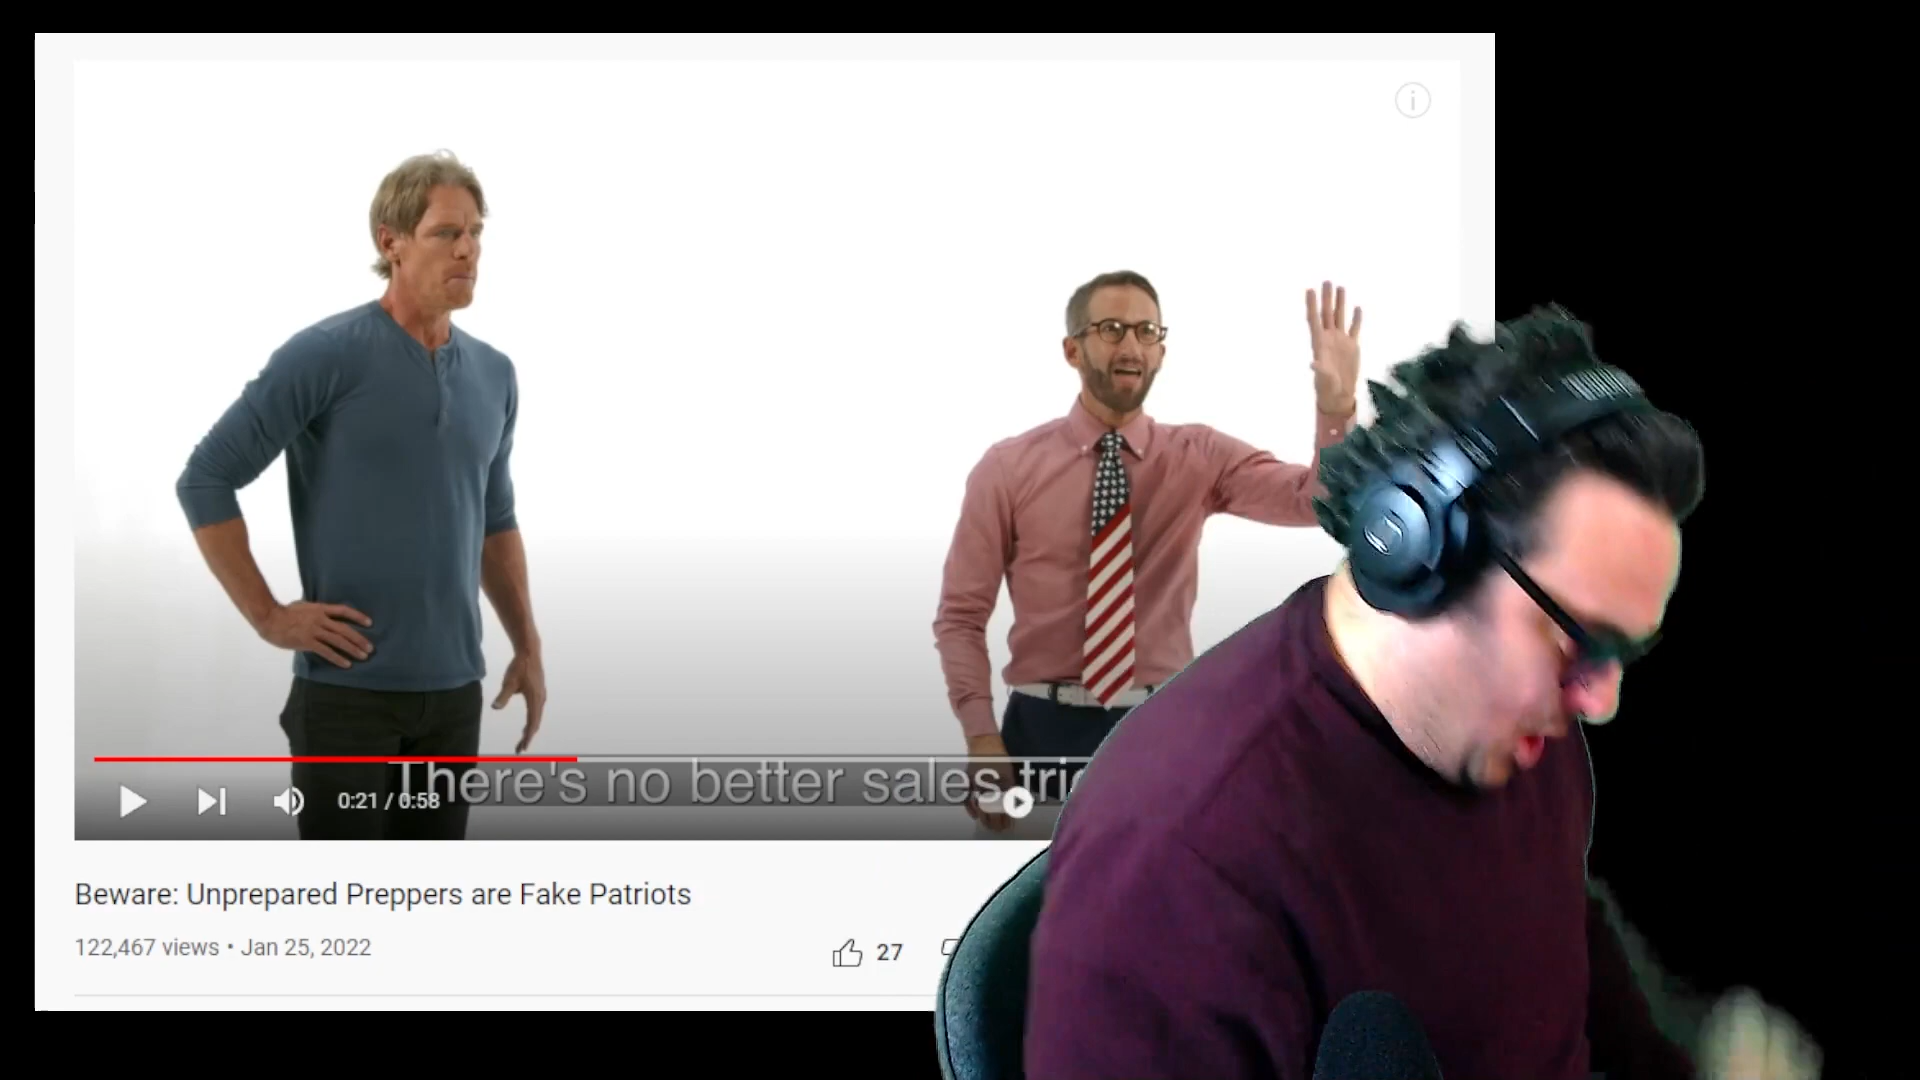 There's no better sales
0:21 / 0:58
Beware: Unprepared Preppers are Fake Patriots
122,467 views • Jan 25, 2022
27